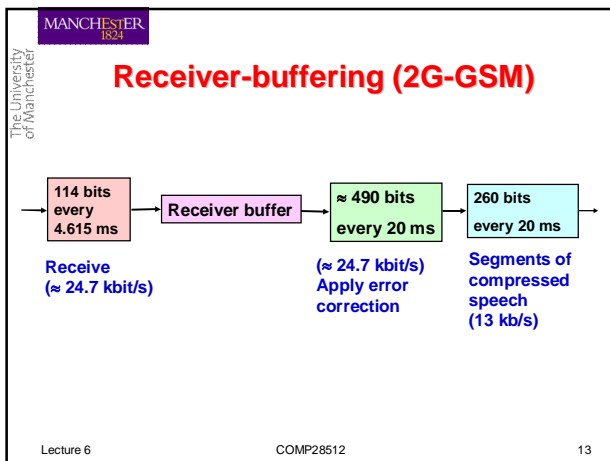 MANCHESTER
1824
The University
of Manchester
Receiver-buffering (2G-GSM)
114 bits
every
4.615 ms
Receiver buffer
≈ 490 bits
every 20 ms
260 bits
every 20 ms
Receive
(≈ 24.7 kbit/s)
(≈ 24.7 kbit/s)
Apply error
correction
Segments of
compressed
speech
(13 kb/s)
Lecture 6
COMP28512
13